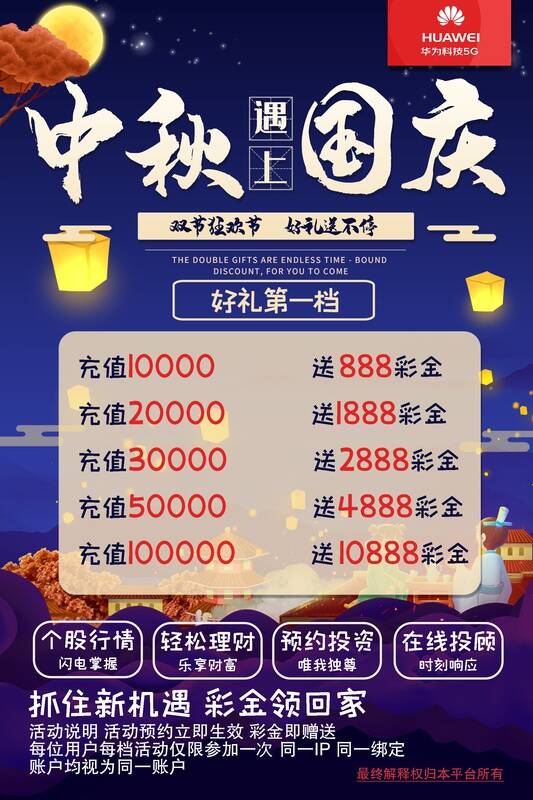 HUAWEI
华为科技5G
中秋遇上国庆
双节狂欢节 好礼送不停
THE DOUBLE GIFTS ARE ENDLESS TIME - BOUND
DISCOUNT, FOR YOU TO COME
好礼第一档
充值10000 送888彩金
充值20000 送1888彩金
充值30000 送2888彩金
充值50000 送4888彩金
充值100000 送10888彩金
个股行情 轻松理财 预约投资 在线投顾
闪电掌握 乐享财富 唯我独尊 时刻响应
抓住新机遇 彩金领回家
活动说明 活动预约立即生效 彩金即赠送
每位用户每档活动仅限参加一次 同一IP 同一绑定
账户均视为同一账户
最终解释权归本平台所有